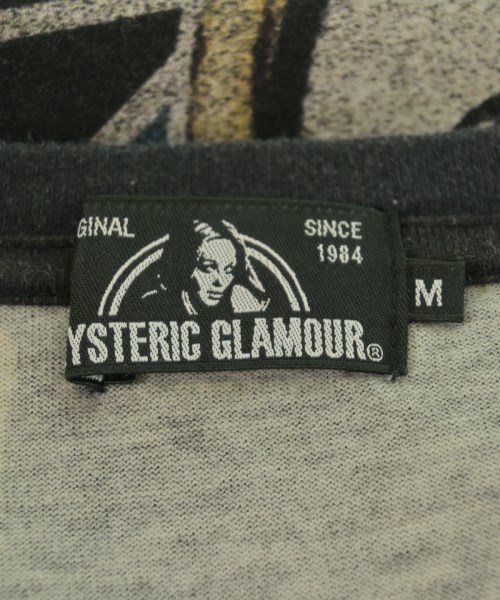 GINAL SINCE
1984
YSTERIC GLAMOUR®
M